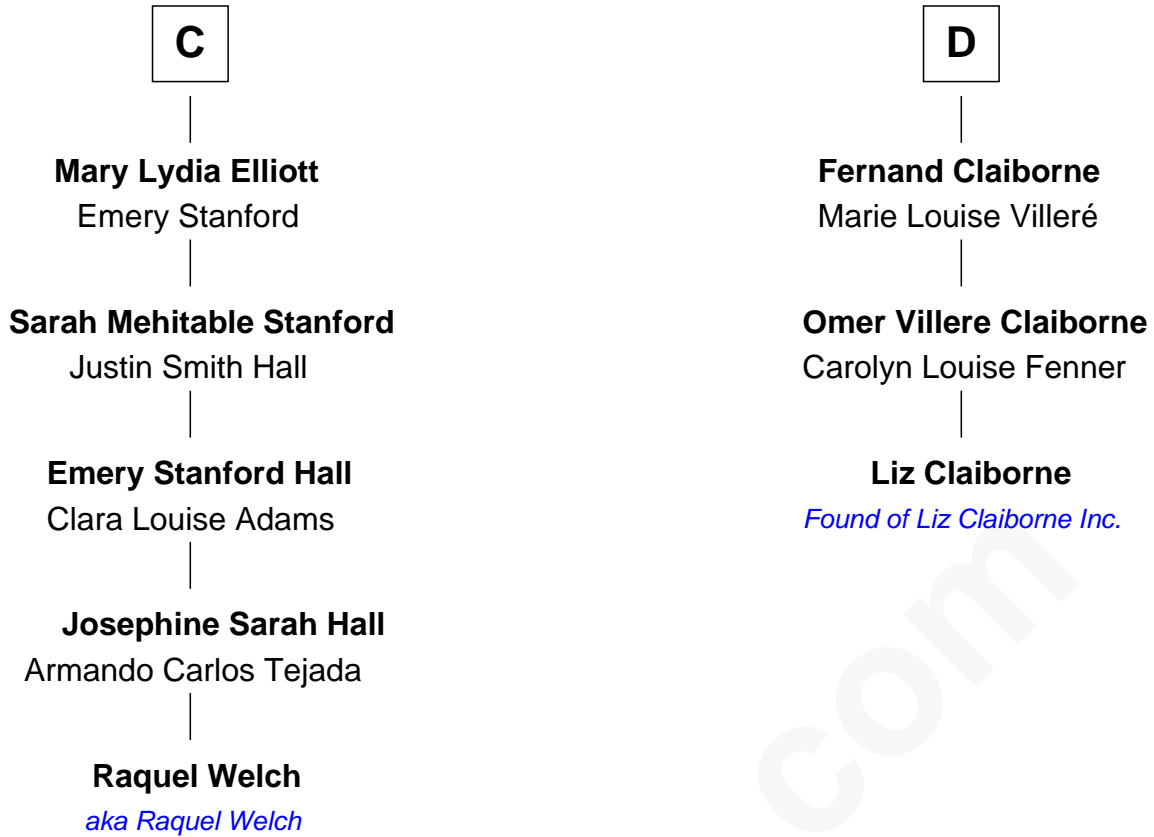 C
Mary Lydia Elliott
Emery Stanford
Sarah Mehitable Stanford
Justin Smith Hall
Emery Stanford Hall
Clara Louise Adams
Josephine Sarah Hall
Armando Carlos Tejada
Raquel Welch
aka Raquel Welch
D
Fernand Claiborne
Marie Louise Villeré
Omer Villere Claiborne
Carolyn Louise Fenner
Liz Claiborne
Found of Liz Claiborne Inc.
com